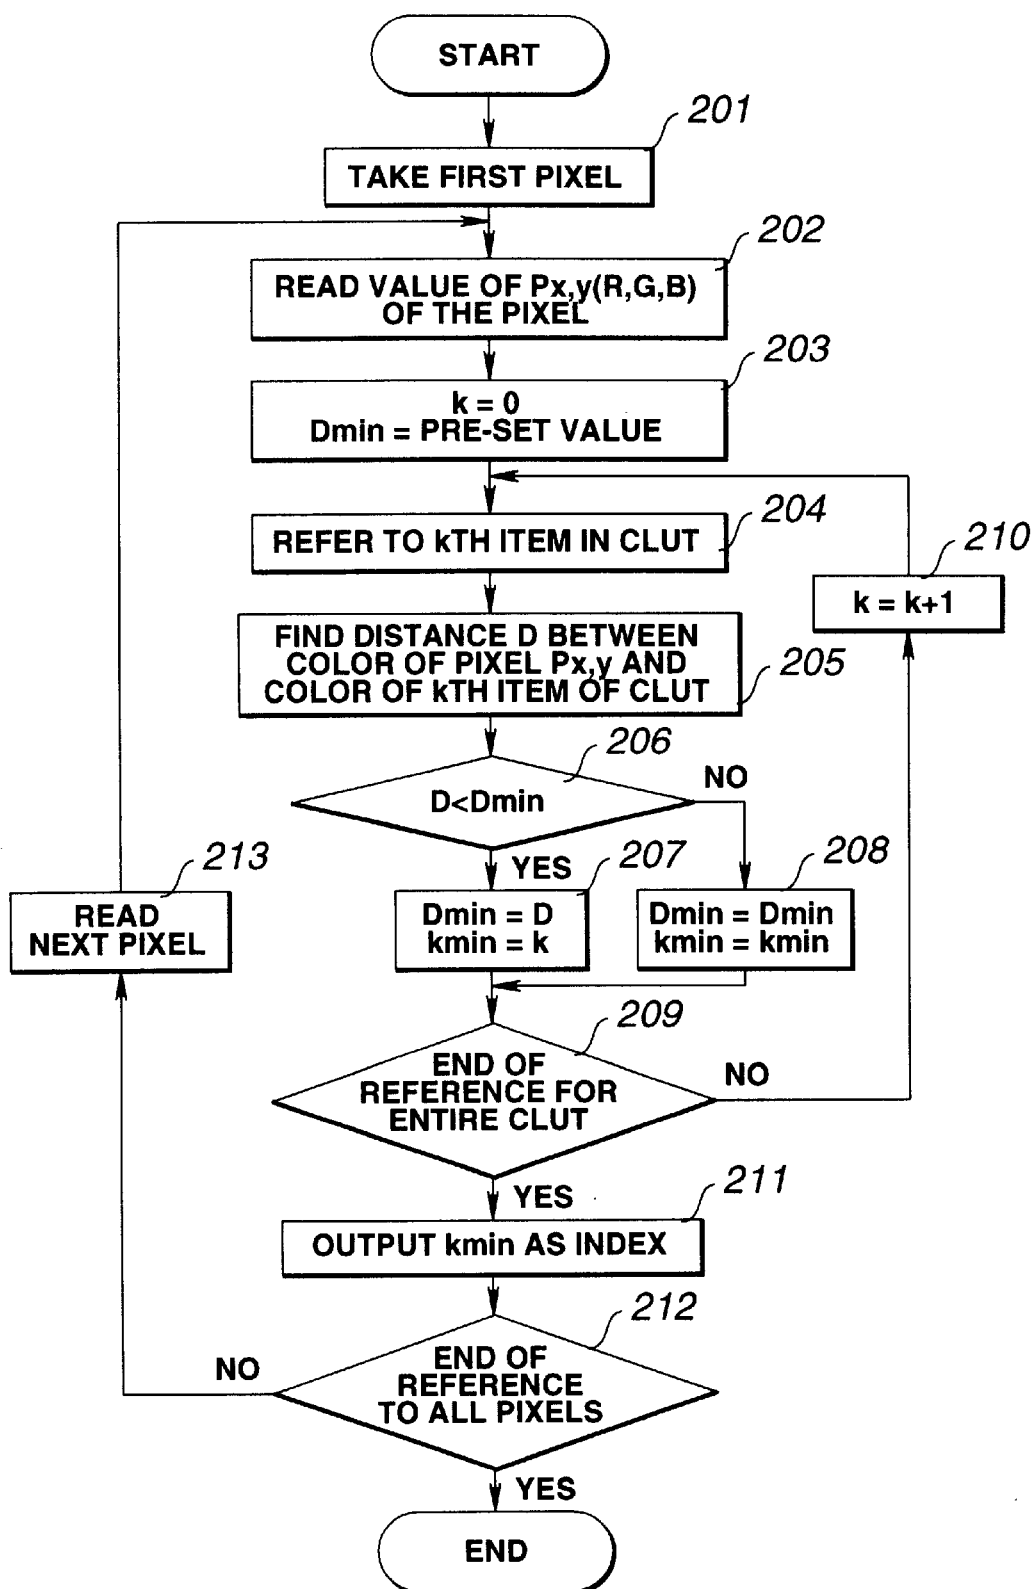 START
201
TAKE FIRST PIXEL
202
READ VALUE OF Px,y(R,G,B)
OF THE PIXEL
203
k = 0
Dmin = PRE-SET VALUE
204
REFER TO kTH ITEM IN CLUT
210
k = k+1
FIND DISTANCE D BETWEEN
COLOR OF PIXEL Px,y AND
COLOR OF kTH ITEM OF CLUT
205
206
D<Dmin
NO
YES
207
Dmin = D
kmin = k
208
Dmin = Dmin
kmin = kmin
213
READ
NEXT PIXEL
209
END OF
REFERENCE FOR
ENTIRE CLUT
NO
YES
211
OUTPUT kmin AS INDEX
212
END OF
REFERENCE
TO ALL PIXELS
NO
YES
END